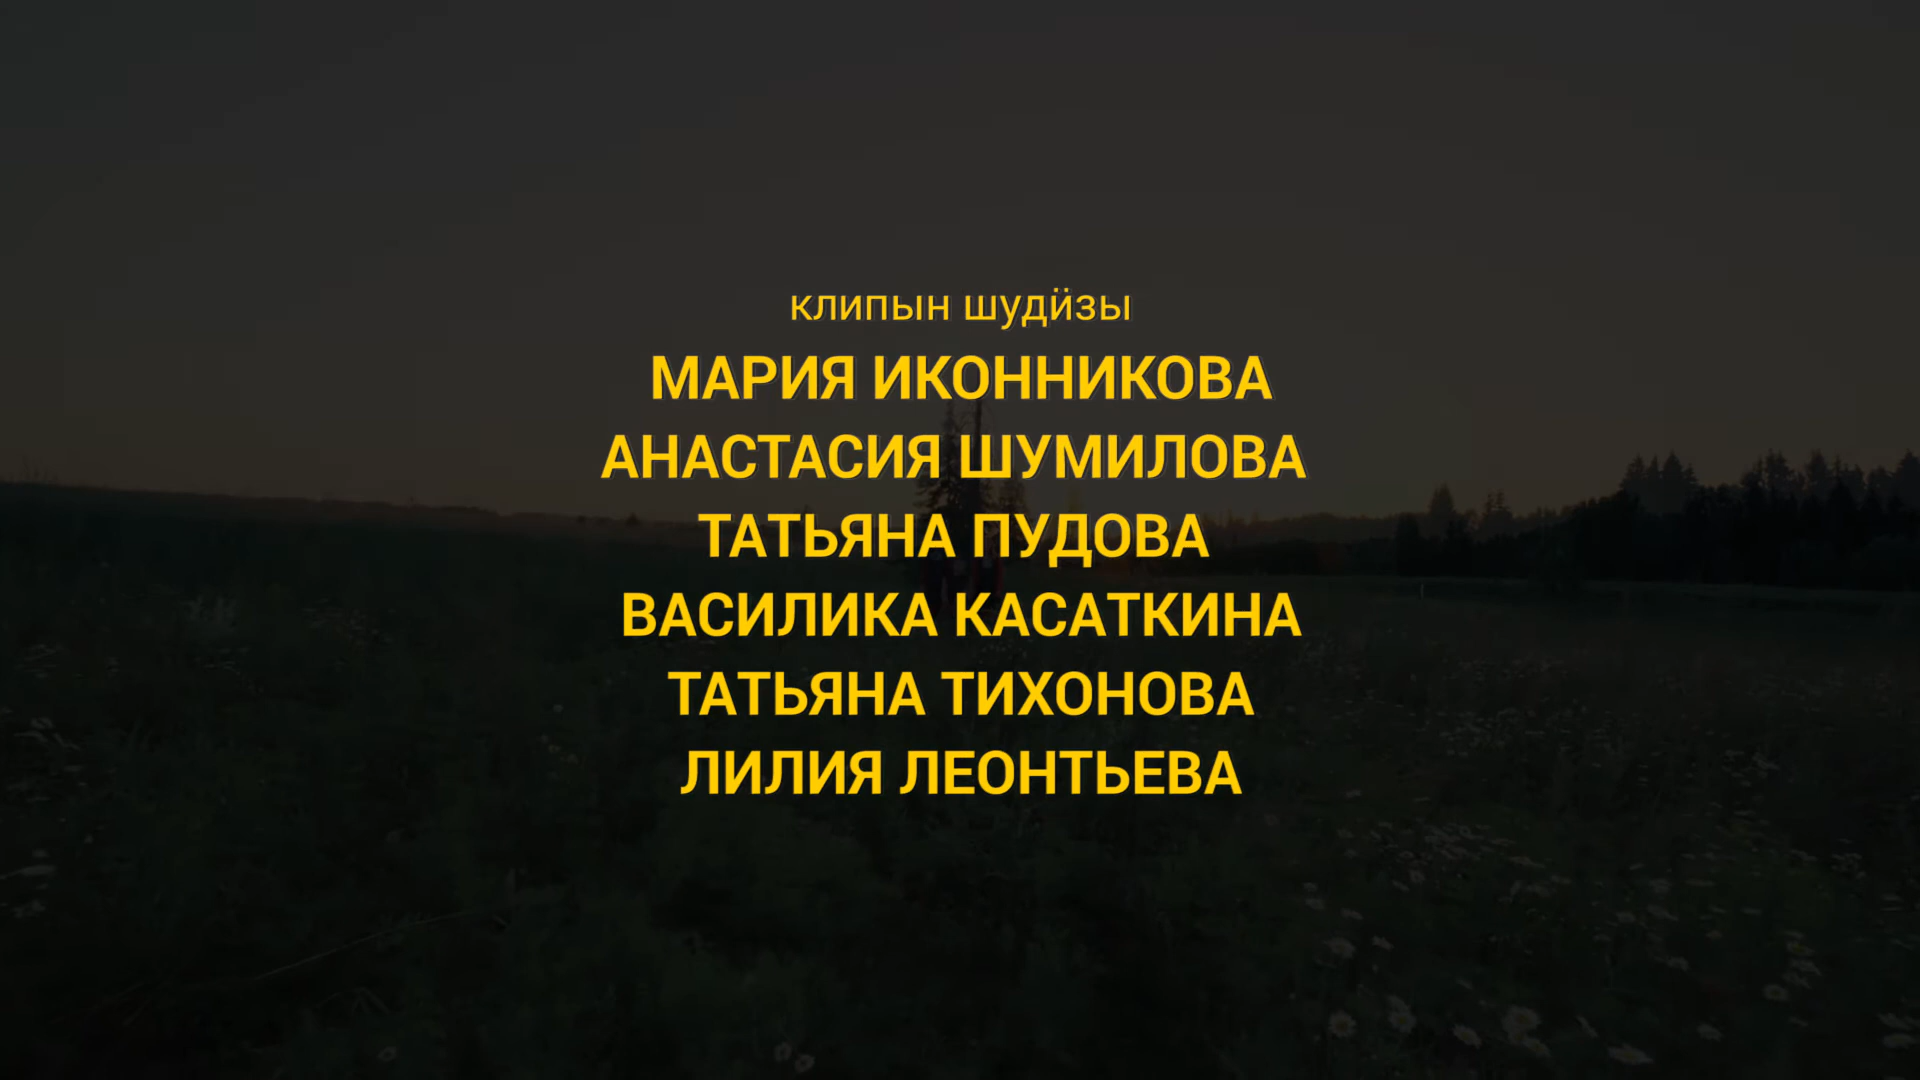 клипын шудӥзы
МАРИЯ ИКОННИКОВА
АНАСТАСИЯ ШУМИЛОВА
ТАТЬЯНА ПУДОВА
ВАСИЛИКА КАСАТКИНА
ТАТЬЯНА ТИХОНОВА
ЛИЛИЯ ЛЕОНТЬЕВА